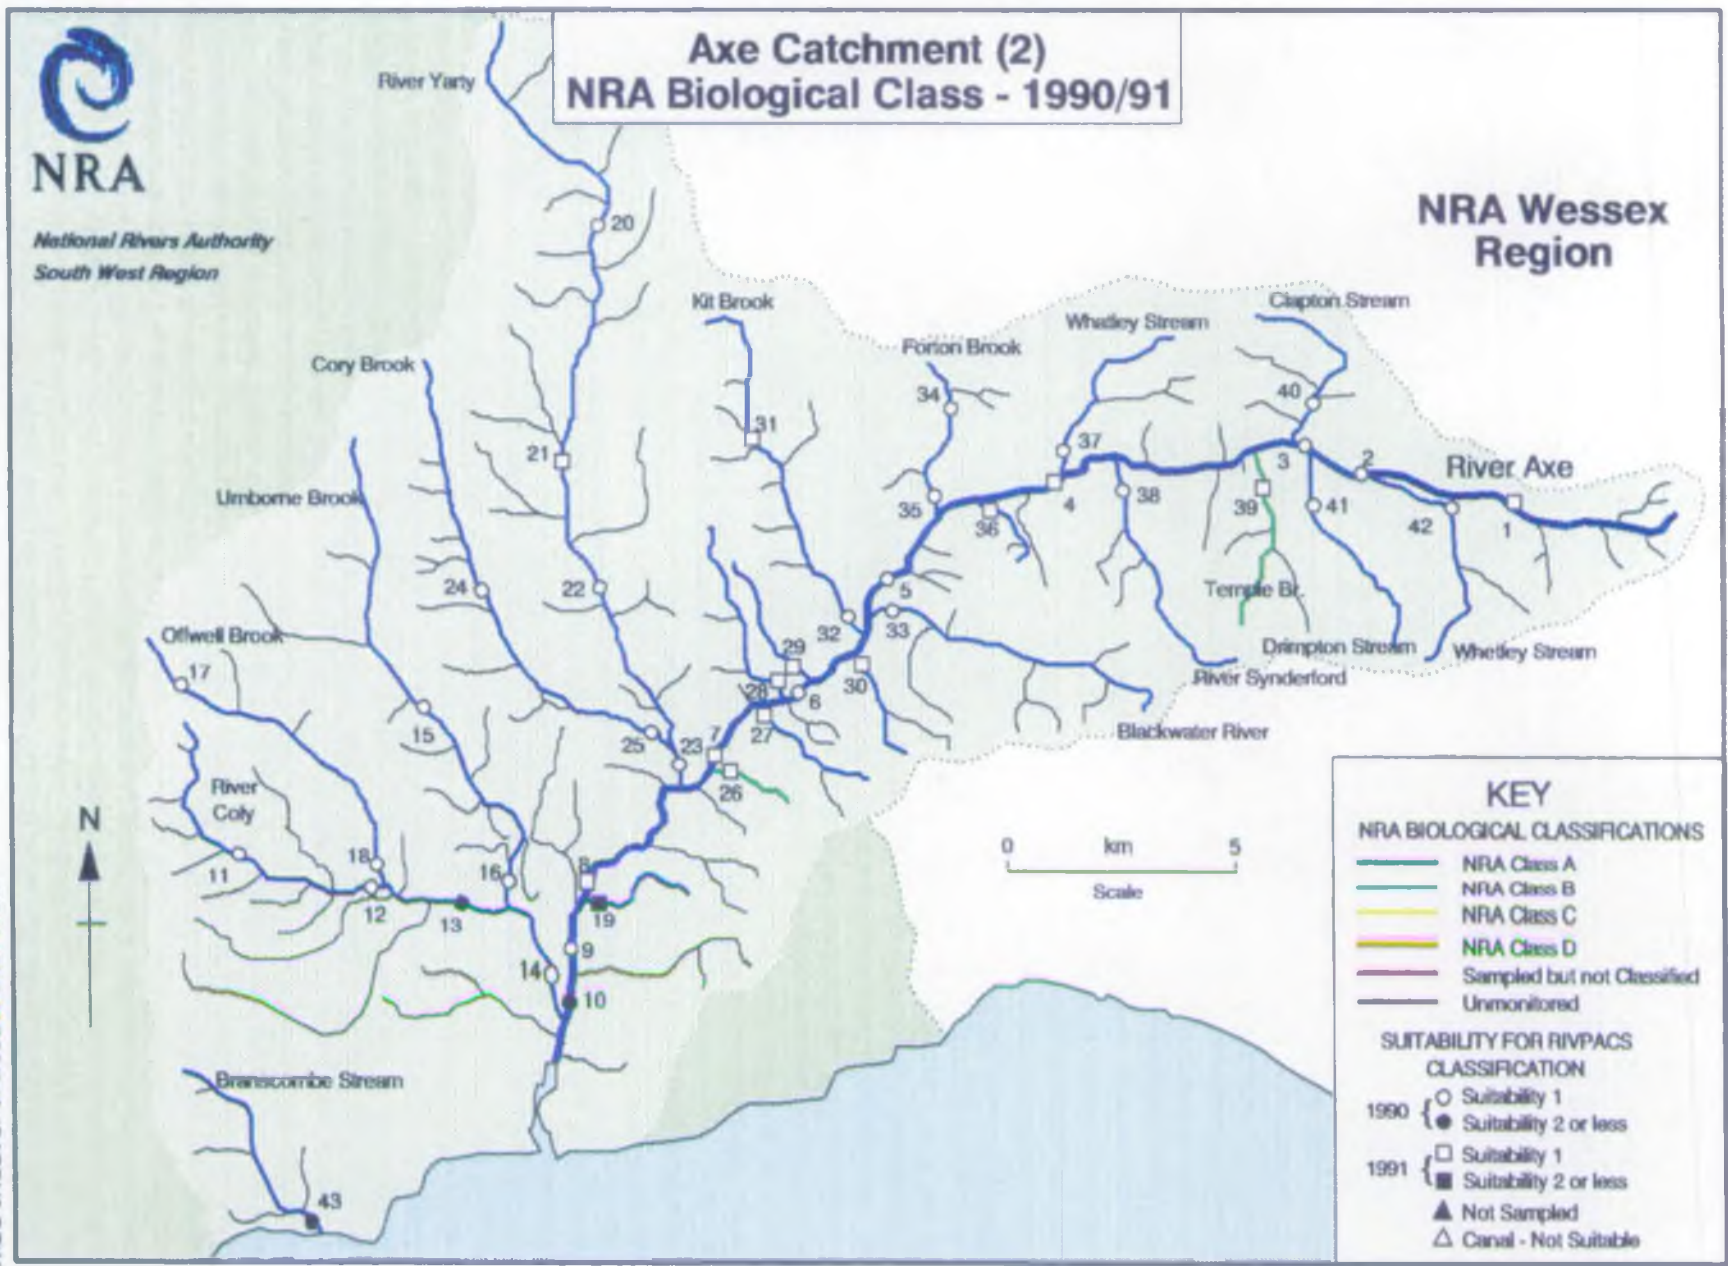 Axe Catchment (2)
NRA Biological Class - 1990/91
NRA
National Rivers Authority
South West Region
NRA Wessex
Region
River Yarty
20
Kit Brook
Clapton Stream
Whatley Stream
Forton Brook
Cory Brook
34
40
31
37
21
3
2
River Axe
Umborne Brook
35
36
4
38
39
41
42
1
24
22
5
Temple Br.
32
33
Offwell Brook
29
Drimpton Stream
Whetley Stream
17
28
6
30
River Synderford
15
27
25
23
7
Blackwater River
26
River
Coly
N
0
km
5
Scale
11
18
16
8
12
13
19
9
14
10
Branscombe Stream
43
KEY
NRA BIOLOGICAL CLASSIFICATIONS
NRA Class A
NRA Class B
NRA Class C
NRA Class D
Sampled but not Classified
Unmonitored
SUITABILITY FOR RIVPACS
CLASSIFICATION
1990 { Suitability 1
Suitability 2 or less
1991 { Suitability 1
Suitability 2 or less
Not Sampled
Canal - Not Suitable